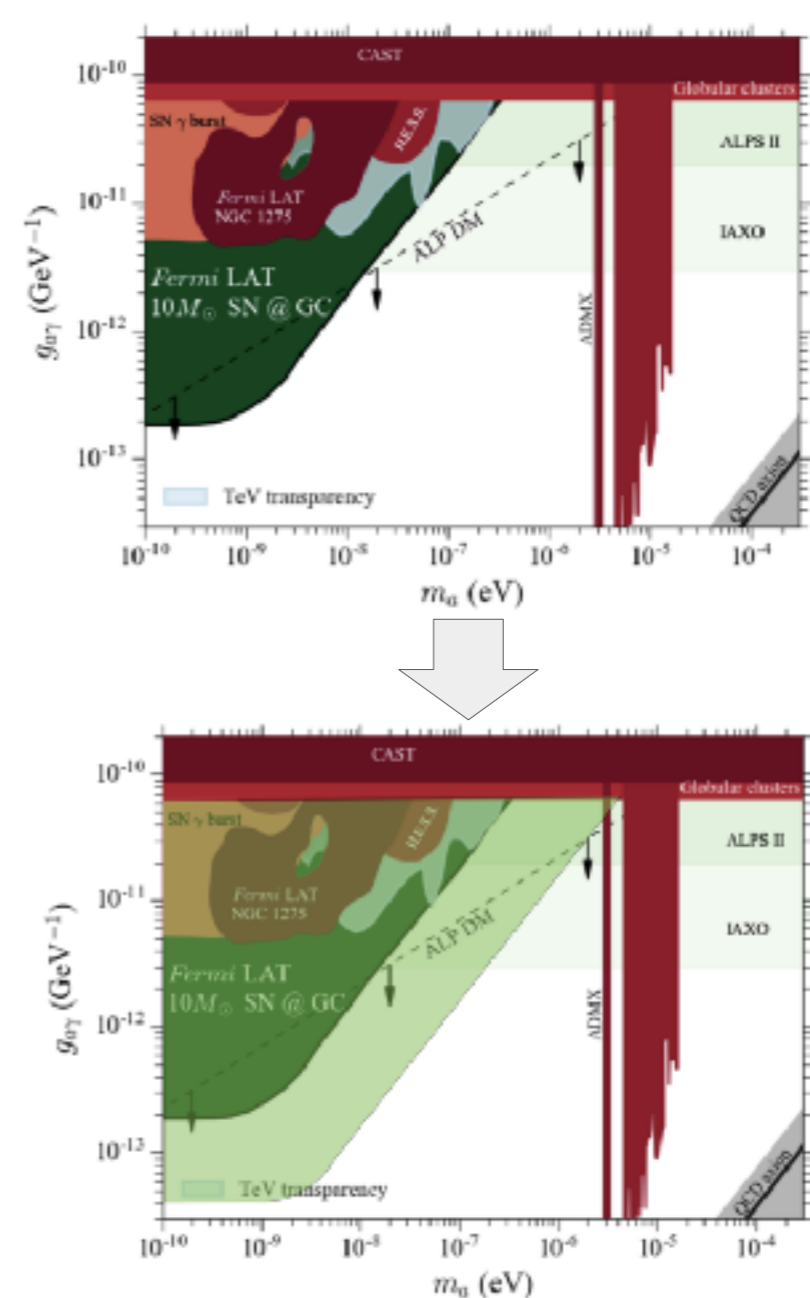 CAST
10⁻¹⁰
Globular clusters
SN γ burst
H.E.S.S.
ALPS II
10⁻¹¹
Fermi LAT
NGC 1275
IAXO
ALP DM
Fermi LAT
10M☉ SN @ GC
ADMX
10⁻¹²
g_aγ (GeV⁻¹)
10⁻¹³
QCD axion
TeV transparency
10⁻¹⁰ 10⁻⁹ 10⁻⁸ 10⁻⁷ 10⁻⁶ 10⁻⁵ 10⁻⁴
m_a (eV)
CAST
10⁻¹⁰
Globular clusters
SN γ burst
H.E.S.S.
ALPS II
10⁻¹¹
Fermi LAT
NGC 1275
IAXO
ALP DM
Fermi LAT
10M☉ SN @ GC
ADMX
10⁻¹²
g_aγ (GeV⁻¹)
10⁻¹³
QCD axion
TeV transparency
10⁻¹⁰ 10⁻⁹ 10⁻⁸ 10⁻⁷ 10⁻⁶ 10⁻⁵ 10⁻⁴
m_a (eV)